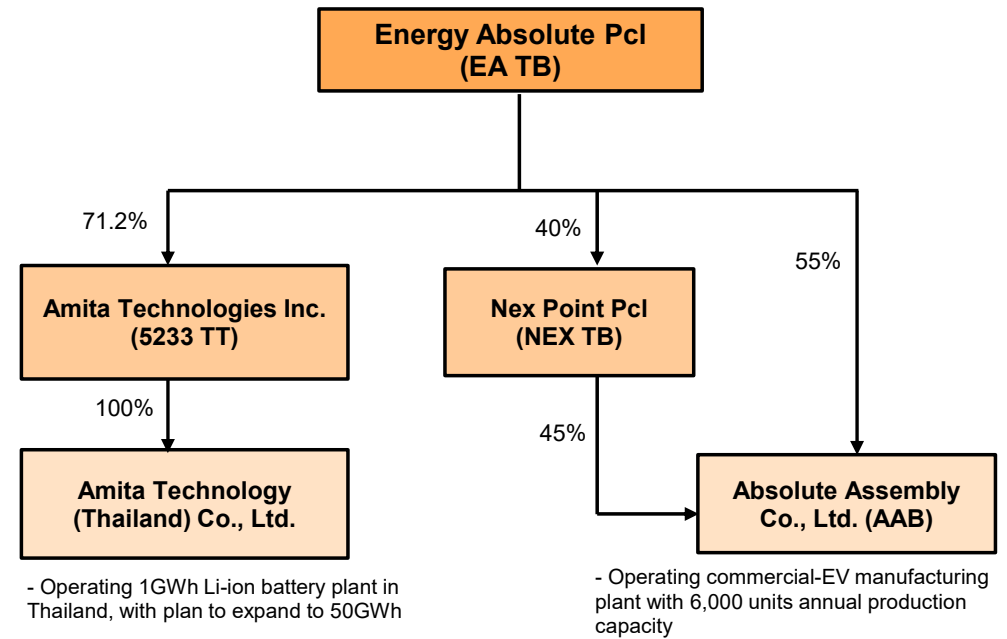 Energy Absolute Pcl
(EA TB)
71.2%
40%
55%
Amita Technologies Inc.
(5233 TT)
Nex Point Pcl
(NEX TB)
100%
45%
Amita Technology
(Thailand) Co., Ltd.
Absolute Assembly
Co., Ltd. (AAB)
- Operating 1GWh Li-ion battery plant in
Thailand, with plan to expand to 50GWh
- Operating commercial-EV manufacturing
plant with 6,000 units annual production
capacity